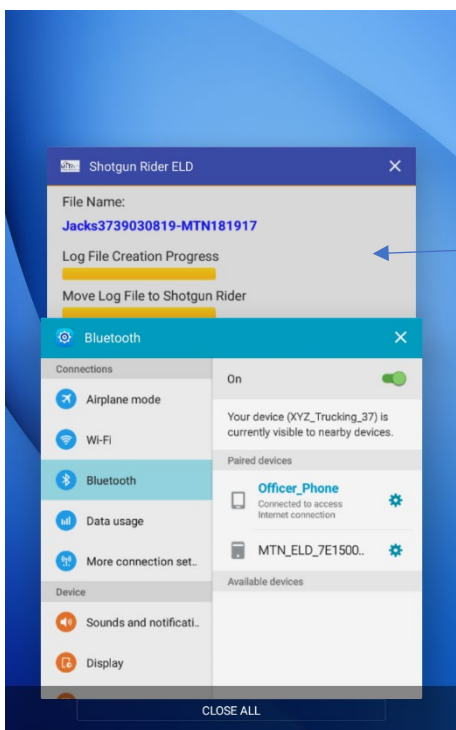 Shotgun Rider ELD
File Name:
Jacks3739030819-MTN181917
Log File Creation Progress
Move Log File to Shotgun Rider
Bluetooth
Connections
Airplane mode
Wi-Fi
Bluetooth
Data usage
More connection set..
Device
Sounds and notificati..
Display
On
Your device (XYZ_Trucking_37) is
currently visible to nearby devices.
Paired devices
Officer_Phone
Connected to access
Internet connection
MTN_ELD_7E1500..
Available devices
CLOSE ALL